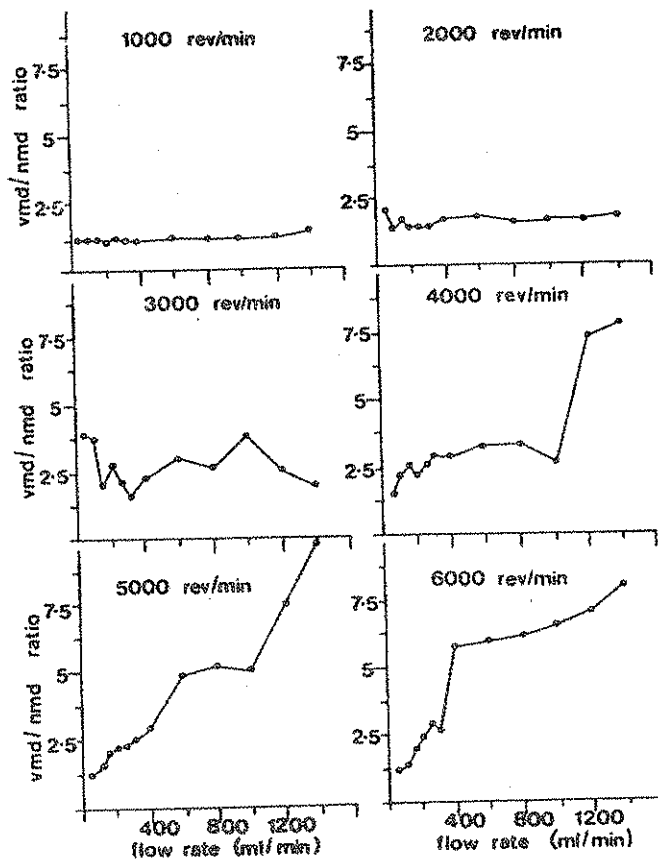 1000 rev/min
2000 rev/min
vmd/nmd ratio
7·5
5
2·5
7·5
5
2·5
3000 rev/min
4000 rev/min
vmd/nmd ratio
7·5
5
2·5
7·5
5
2·5
5000 rev/min
6000 rev/min
vmd/nmd ratio
7·5
5
2·5
7·5
5
2·5
400 800 1200
400 800 1200
flow rate (ml/min)
flow rate (ml/min)